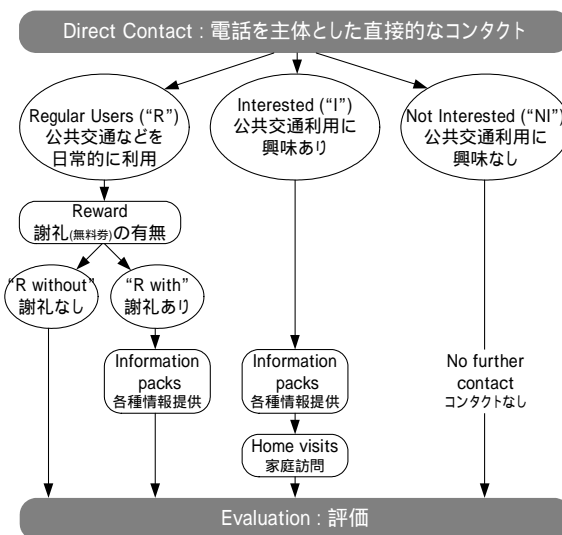 Direct Contact : 電話を主体とした直接的なコンタクト
Regular Users (“R”)
公共交通などを
日常的に利用
Interested (“I”)
公共交通利用に
興味あり
Not Interested (“NI”)
公共交通利用に
興味なし
Reward
謝礼(無料券)の有無
“R without”
謝礼なし
“R with”
謝礼あり
Information
packs
各種情報提供
Information
packs
各種情報提供
No further
contact
コンタクトなし
Home visits
家庭訪問
Evaluation : 評価